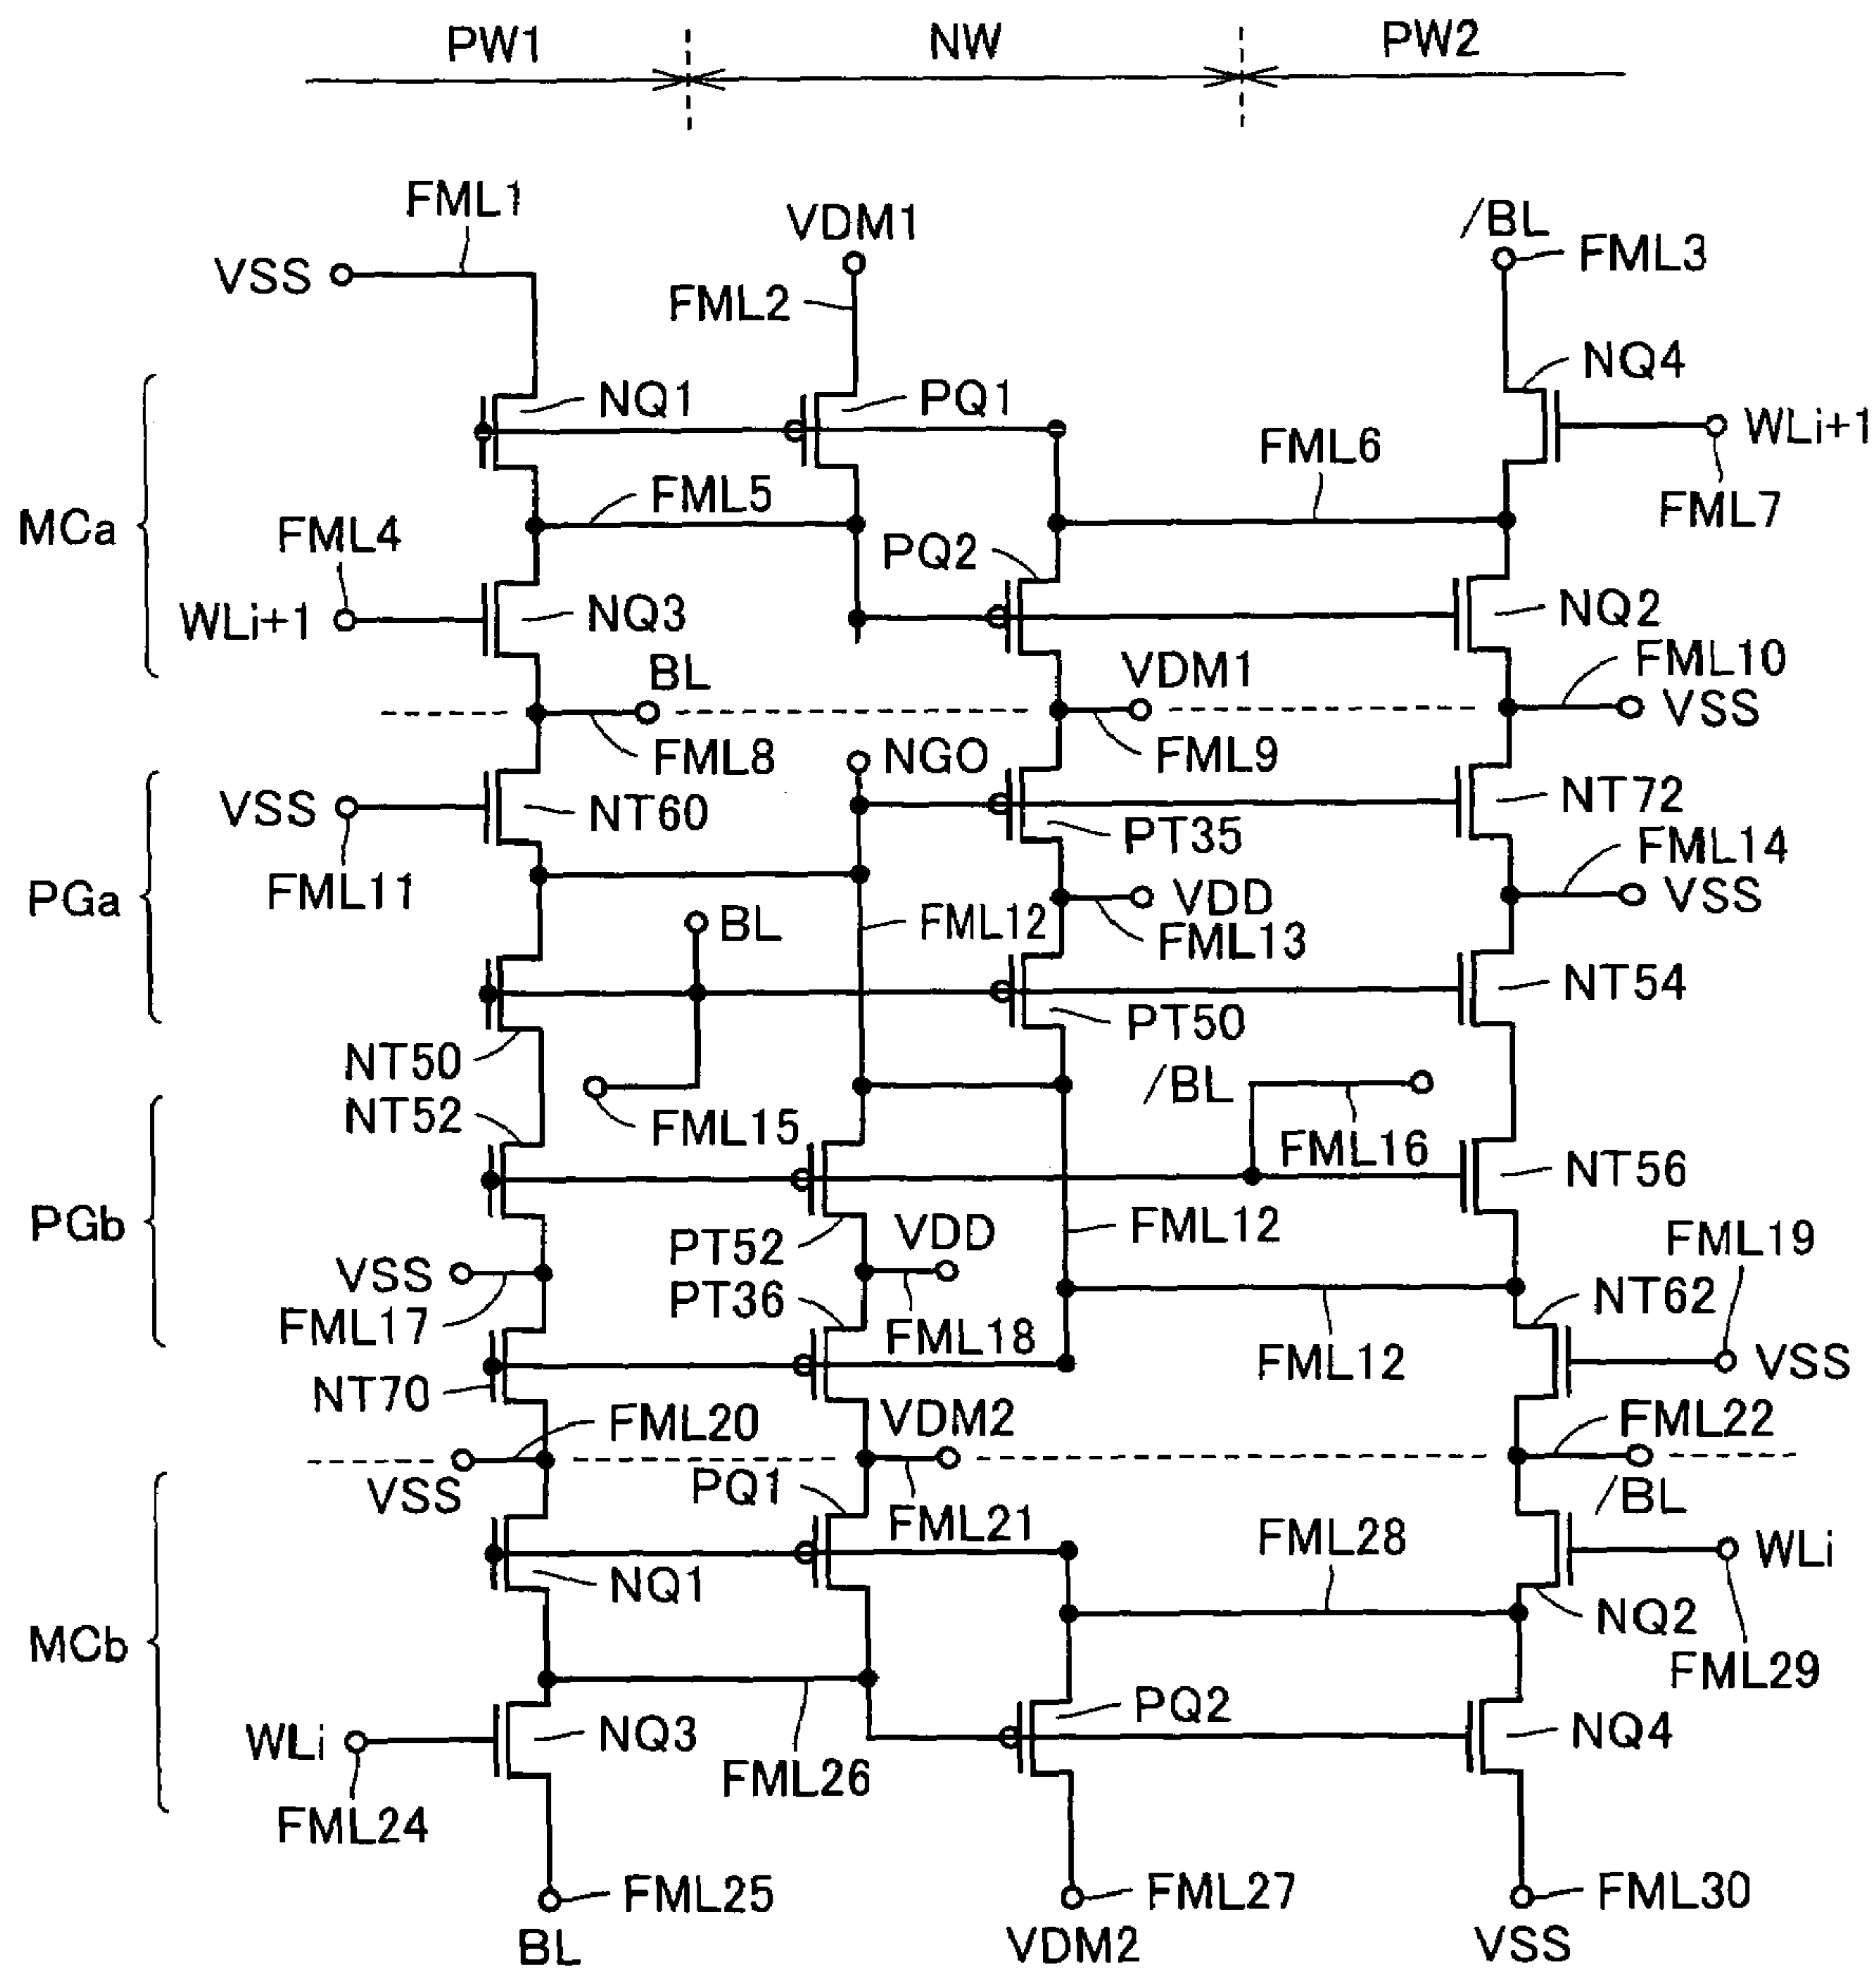 PW1 NW PW2
FML1
VDM1
/BL
VSS
FML3
FML2
NQ4
NQ1
PQ1
WLi+1
FML6
FML5
FML7
MCa
FML4
PQ2
WLi+1
NQ3
NQ2
BL
VDM1
FML10
VSS
FML8
NGO
FML9
VSS
NT60
NT72
PT35
FML11
FML14
PGa
VDD
VSS
BL
FML12
FML13
NT54
PT50
NT50
/BL
NT52
FML15
FML16
NT56
PGb
FML12
FML19
PT52
VDD
VSS
PT36
NT62
FML17
FML18
FML12
VSS
NT70
FML20
VDM2
FML22
VSS
PQ1
/BL
FML21
FML28
WLi
NQ1
NQ2
MCb
FML29
PQ2
WLi
NQ3
NQ4
FML26
FML24
FML25
FML27
FML30
BL
VDM2
VSS